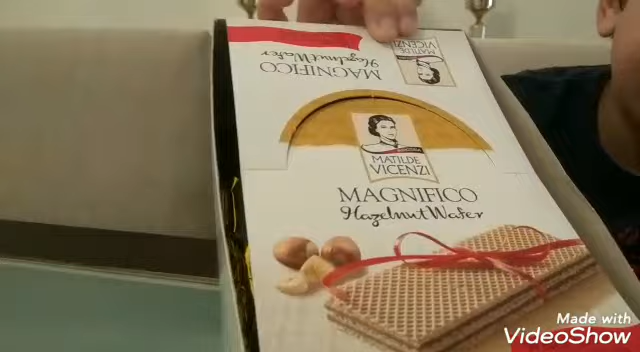 Hazelnut Wafer
MAGNIFICO
MATILDE
VICENZI
MATILDE
VICENZI
MAGNIFICO
Hazelnut Wafer
Made with
VideoShow